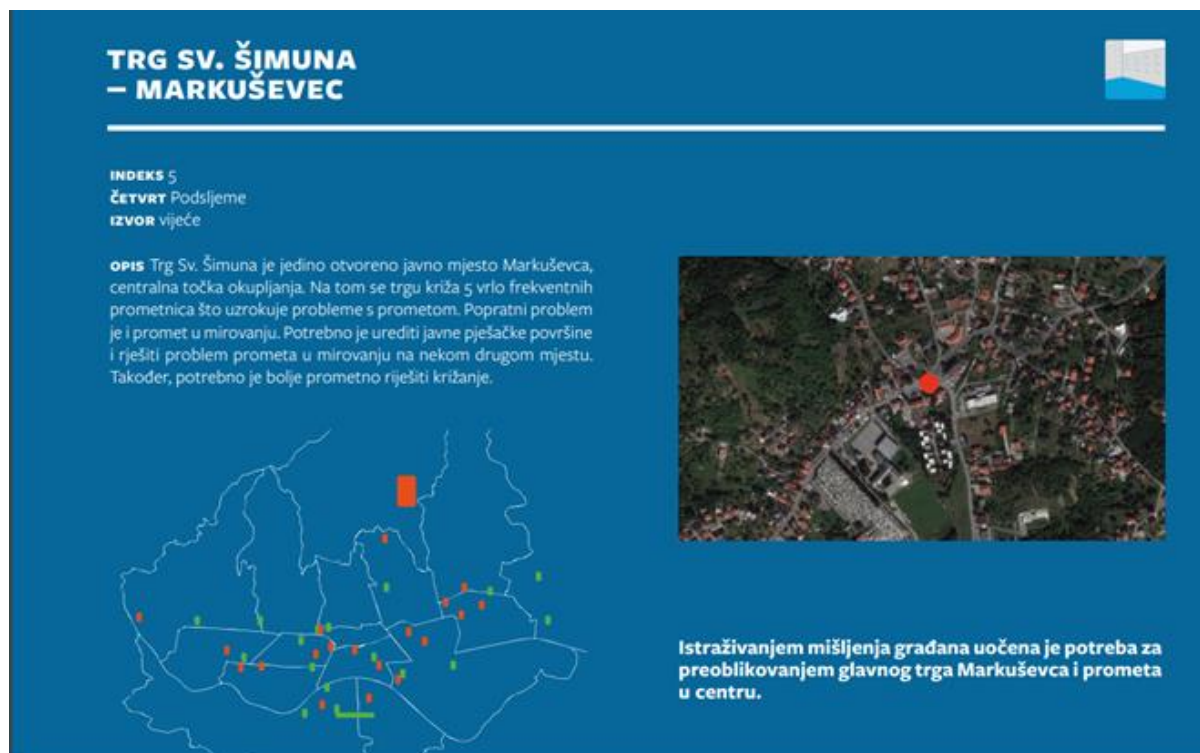 TRG SV. ŠIMUNA
– MARKUŠEVEC
INDEKS 5
ČETVRT Podsljeme
IZVOR vijeće
OPIS Trg Sv. Šimuna je jedino otvoreno javno mjesto Markuševca,
centralna točka okupljanja. Na tom se trgu križa 5 vrlo frekventnih
prometnica što uzrokuje probleme s prometom. Popratni problem
je i promet u mirovanju. Potrebno je urediti javne pješačke površine
i rješiti problem prometa u mirovanju na nekom drugom mjestu.
Također, potrebno je bolje prometno riješiti križanje.
Istraživanjem mišljenja građana uočena je potreba za
preoblikovanjem glavnog trga Markuševca i prometa
u centru.